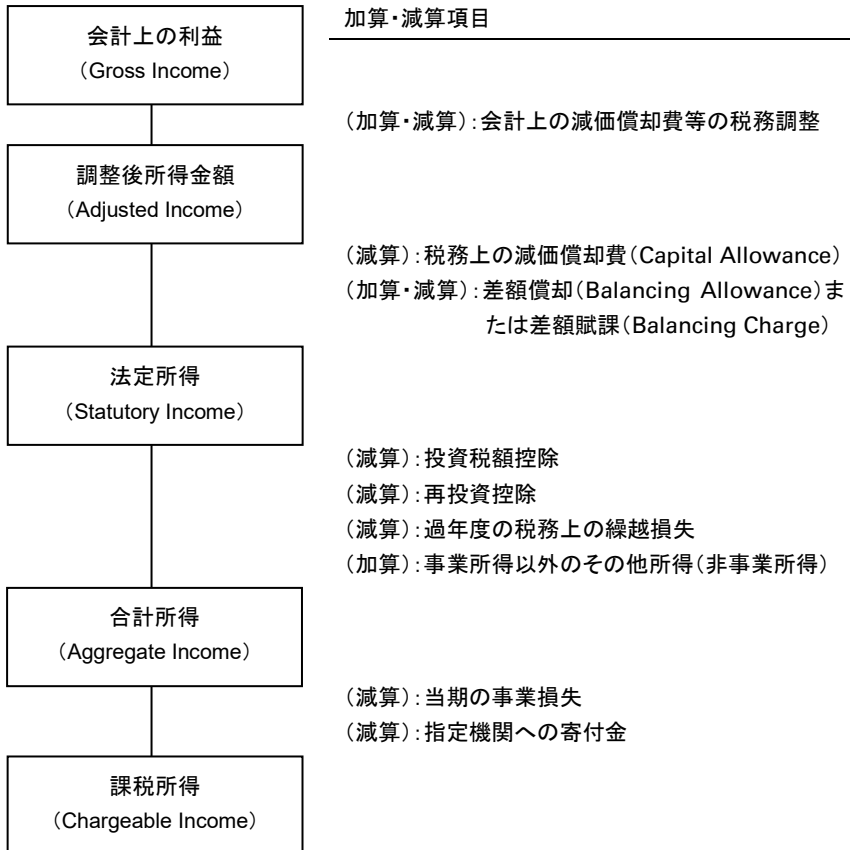 加算・減算項目
会計上の利益
（Gross Income）
（加算・減算）：会計上の減価償却費等の税務調整
調整後所得金額
（Adjusted Income）
（減算）：税務上の減価償却費（Capital Allowance）
（加算・減算）：差額償却（Balancing Allowance）ま
たは差額賦課（Balancing Charge）
法定所得
（Statutory Income）
（減算）：投資税額控除
（減算）：再投資控除
（減算）：過年度の税務上の繰越損失
（加算）：事業所得以外のその他所得（非事業所得）
合計所得
（Aggregate Income）
（減算）：当期の事業損失
（減算）：指定機関への寄付金
課税所得
（Chargeable Income）